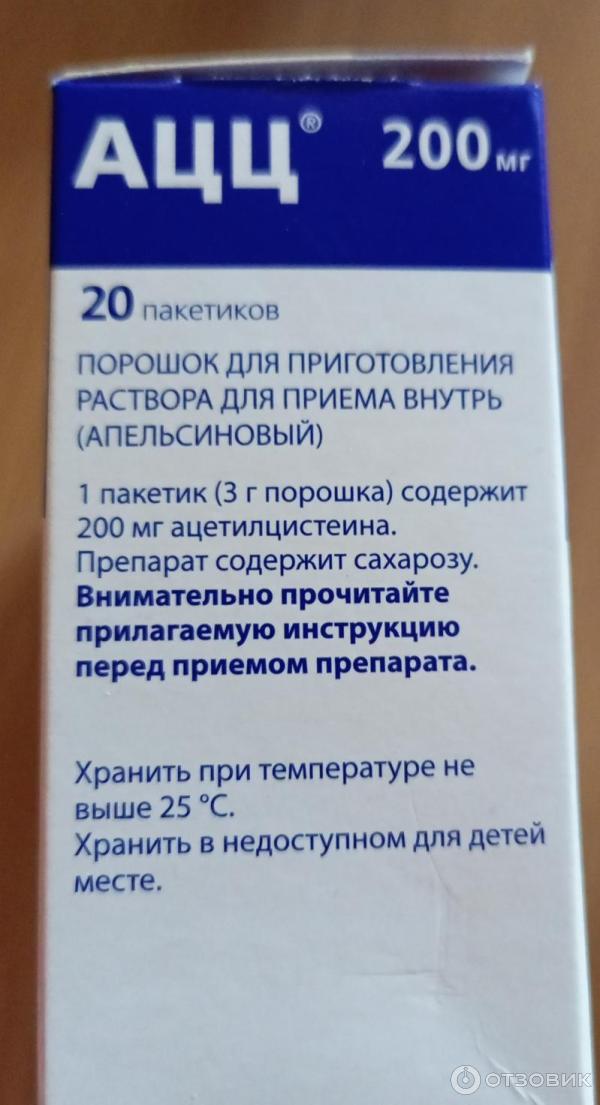 АЦЦ® 200 мг
20 пакетиков
ПОРОШОК ДЛЯ ПРИГОТОВЛЕНИЯ
РАСТВОРА ДЛЯ ПРИЕМА ВНУТРЬ
(АПЕЛЬСИНОВЫЙ)
1 пакетик (3 г порошка) содержит
200 мг ацетилцистеина.
Препарат содержит сахарозу.
Внимательно прочитайте
прилагаемую инструкцию
перед приемом препарата.
Хранить при температуре не
выше 25 °C.
Хранить в недоступном для детей
месте.
ОТЗОВИК